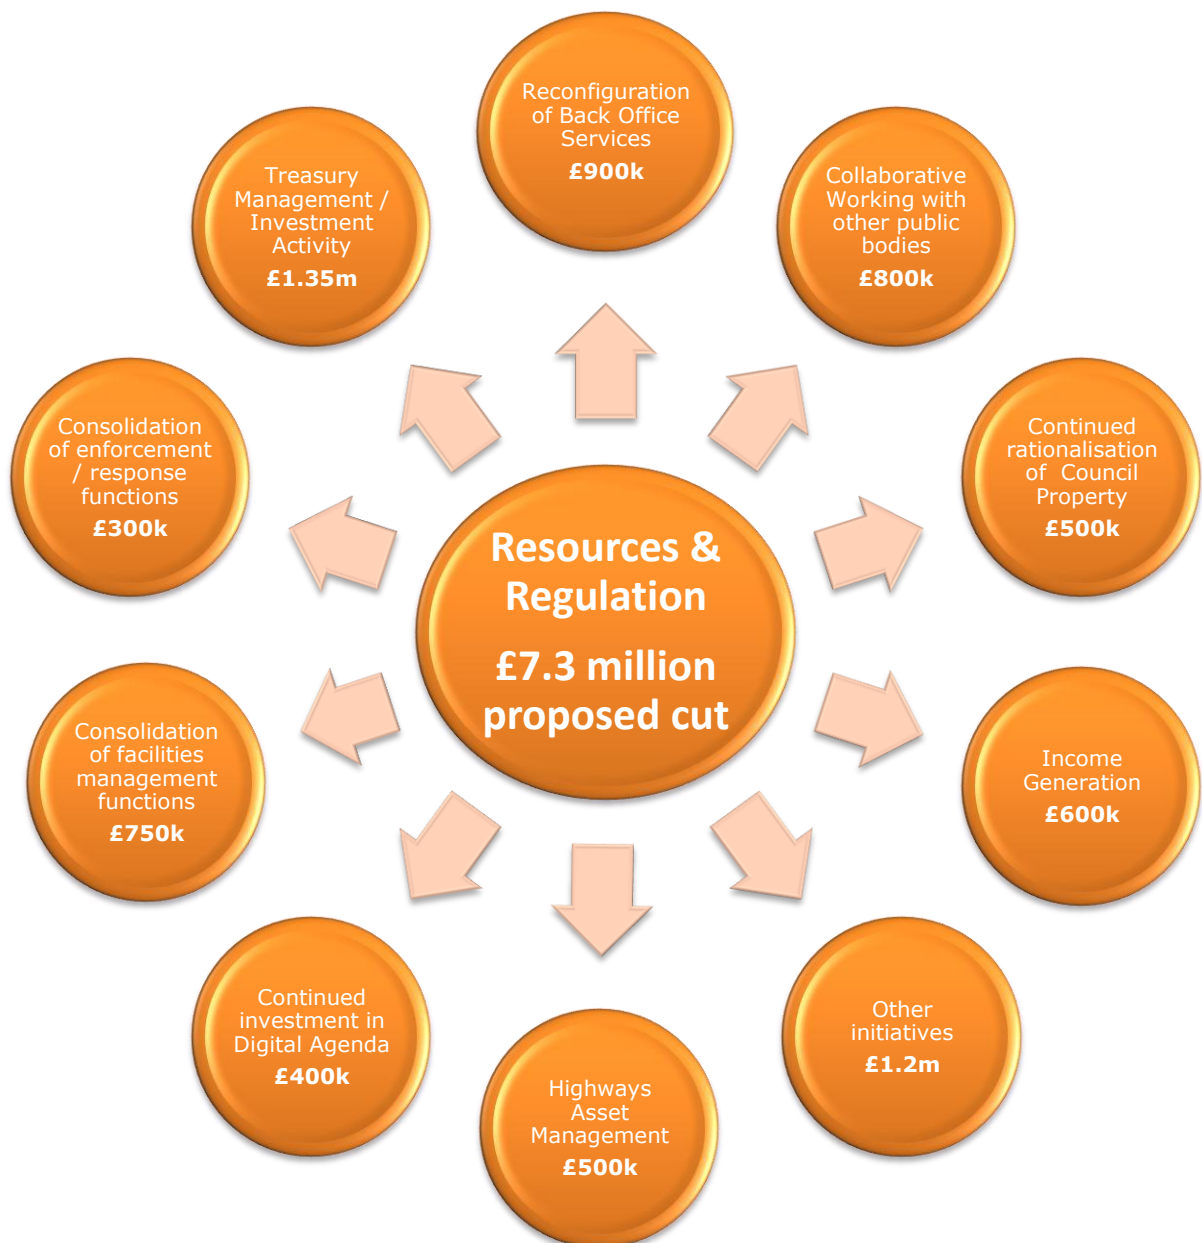 Reconfiguration
of Back Office
Services
£900k
Collaborative
Working with
other public
bodies
£800k
Continued
rationalisation
of  Council
Property
£500k
Income
Generation
£600k
Other
initiatives
£1.2m
Highways
Asset
Management
£500k
Continued
investment in
Digital Agenda
£400k
Consolidation
of facilities
management
functions
£750k
Consolidation
of enforcement
/ response
functions
£300k
Treasury
Management /
Investment
Activity
£1.35m
Resources &
Regulation
£7.3 million
proposed cut